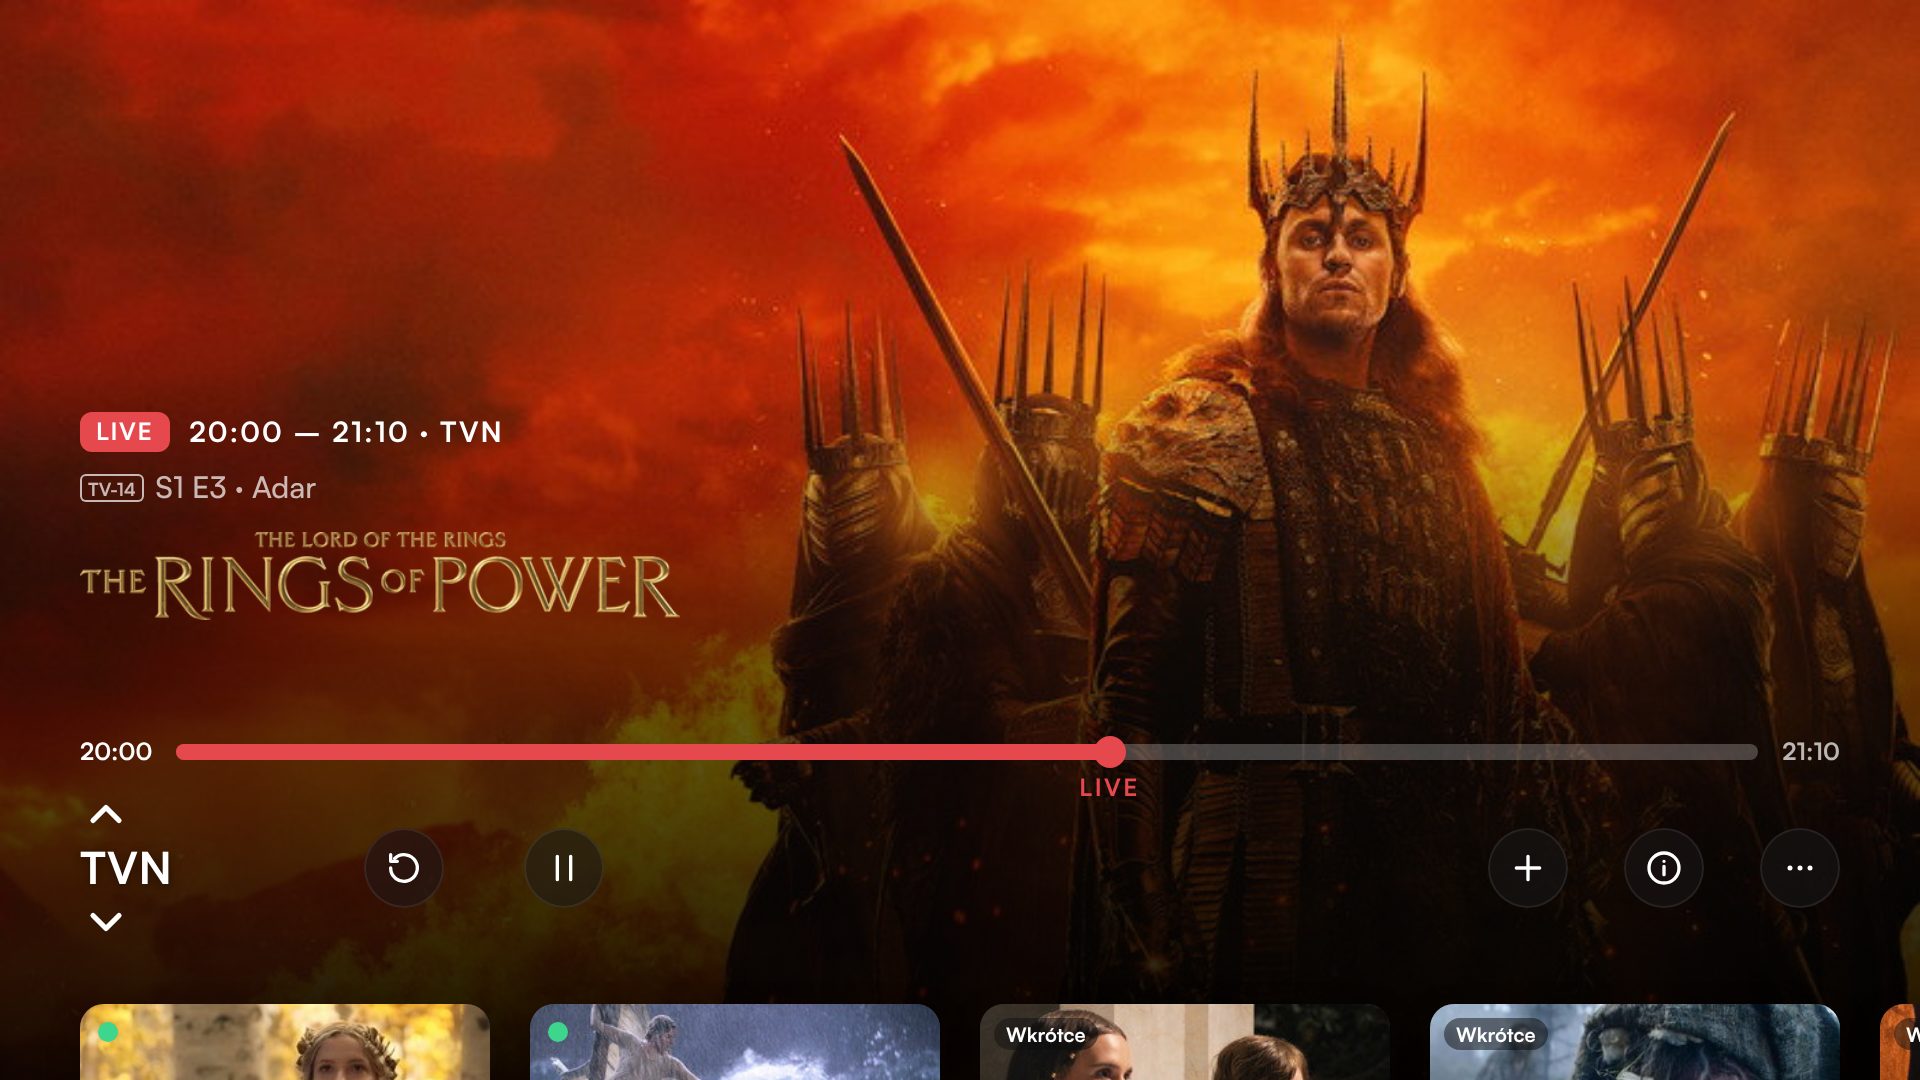 LIVE 20:00 — 21:10 • TVN
TV-14 S1 E3 • Adar
THE LORD OF THE RINGS
THE RINGS OF POWER
20:00 21:10
LIVE
TVN
Wkrótce Wkrótce